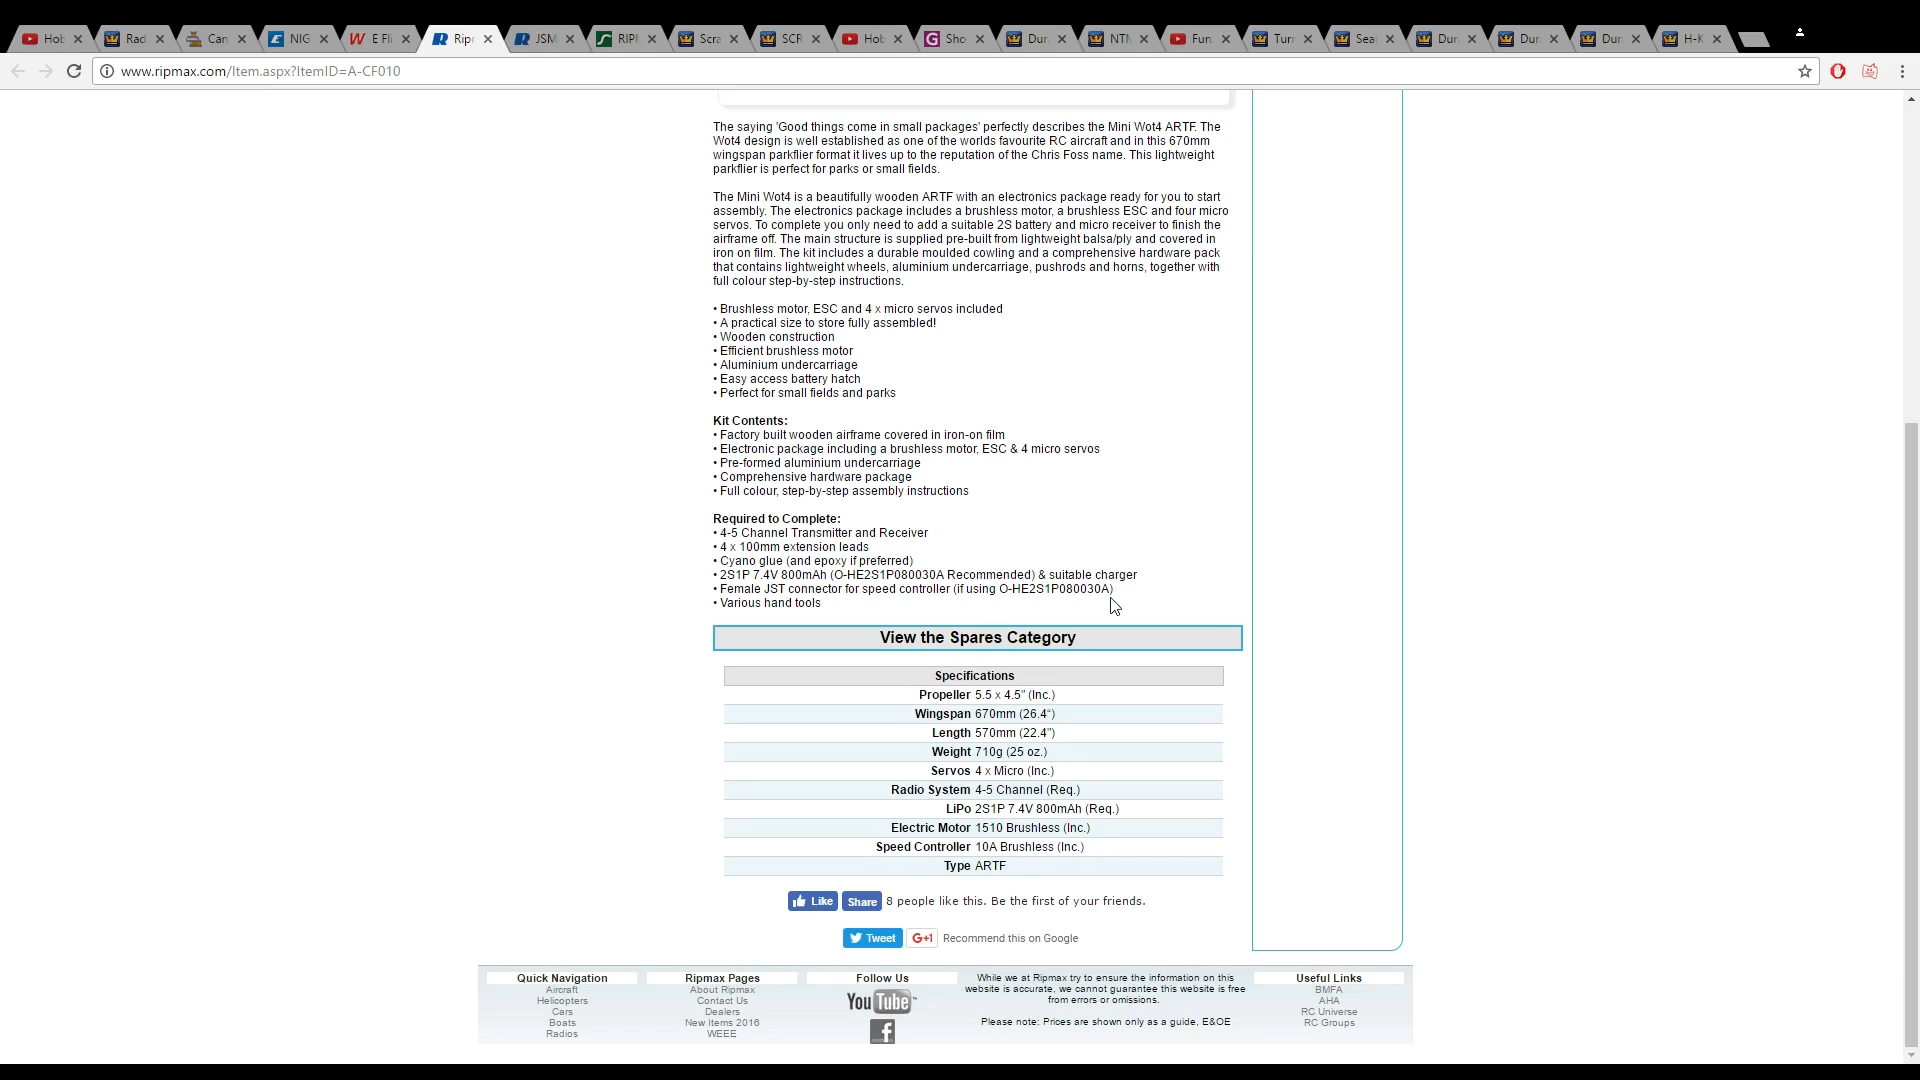 Hob
Rad
Can
NIG
E Fli
Ripr
JSM
RIPI
Scra
SCR
Hob
Sho
Dur
NTM
Fun
Turn
Sea
Dur
Dur
Dur
H-K
www.ripmax.com/Item.aspx?ItemID=A-CF010
The saying 'Good things come in small packages' perfectly describes the Mini Wot4 ARTF. The
Wot4 design is well established as one of the worlds favourite RC aircraft and in this 670mm
wingspan parkflier format it lives up to the reputation of the Chris Foss name. This lightweight
parkflier is perfect for parks or small fields.
The Mini Wot4 is a beautifully wooden ARTF with an electronics package ready for you to start
assembly. The electronics package includes a brushless motor, a brushless ESC and four micro
servos. To complete you only need to add a suitable 2S battery and micro receiver to finish the
airframe off. The main structure is supplied pre-built from lightweight balsa/ply and covered in
iron on film. The kit includes a durable moulded cowling and a comprehensive hardware pack
that contains lightweight wheels, aluminium undercarriage, pushrods and horns, together with
full colour step-by-step instructions.
• Brushless motor, ESC and 4 x micro servos included
• A practical size to store fully assembled!
• Wooden construction
• Efficient brushless motor
• Aluminium undercarriage
• Easy access battery hatch
• Perfect for small fields and parks
Kit Contents:
• Factory built wooden airframe covered in iron-on film
• Electronic package including a brushless motor, ESC & 4 micro servos
• Pre-formed aluminium undercarriage
• Comprehensive hardware package
• Full colour, step-by-step assembly instructions
Required to Complete:
• 4-5 Channel Transmitter and Receiver
• 4 x 100mm extension leads
• Cyano glue (and epoxy if preferred)
• 2S1P 7.4V 800mAh (O-HE2S1P080030A Recommended) & suitable charger
• Female JST connector for speed controller (if using O-HE2S1P080030A)
• Various hand tools
View the Spares Category
Specifications
Propeller 5.5 x 4.5" (Inc.)
Wingspan 670mm (26.4")
Length 570mm (22.4")
Weight 710g (25 oz.)
Servos 4 x Micro (Inc.)
Radio System 4-5 Channel (Req.)
LiPo 2S1P 7.4V 800mAh (Req.)
Electric Motor 1510 Brushless (Inc.)
Speed Controller 10A Brushless (Inc.)
Type ARTF
Like Share 8 people like this. Be the first of your friends.
Tweet G+1 Recommend this on Google
Quick Navigation
Aircraft
Helicopters
Cars
Boats
Radios
Ripmax Pages
About Ripmax
Contact Us
Dealers
New Items 2016
WEEE
Follow Us
YouTube
While we at Ripmax try to ensure the information on this
website is accurate, we cannot guarantee this website is free
from errors or omissions.
Please note: Prices are shown only as a guide, E&OE
Useful Links
BMFA
AHA
RC Universe
RC Groups